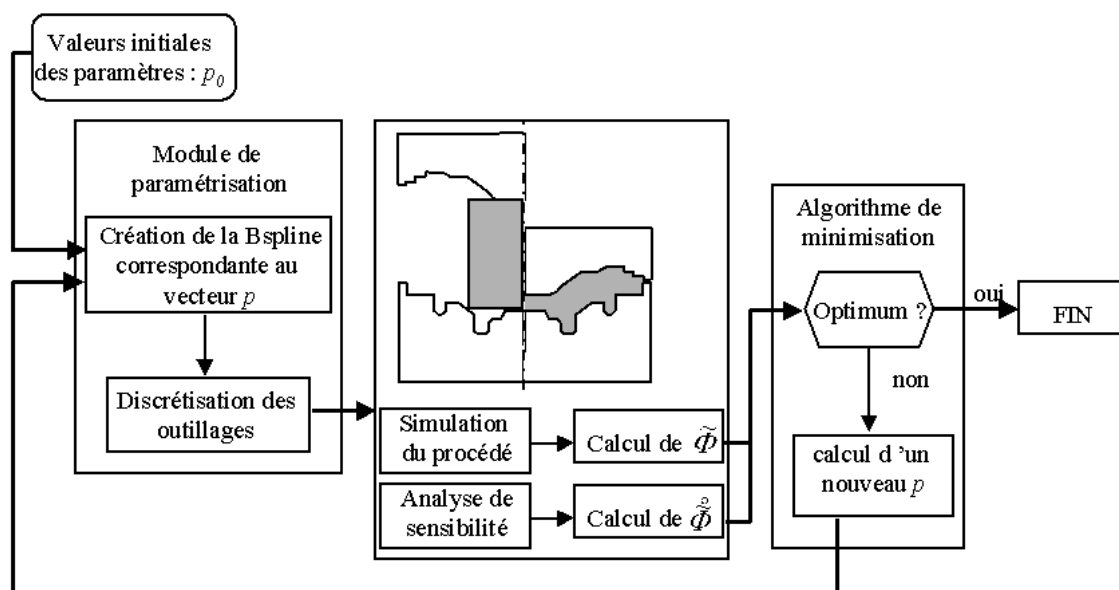 Valeurs initiales
des paramètres : p₀
Module de
paramétrisation
Création de la Bspline
correspondante au
vecteur p
Discrétisation des
outillages
Simulation
du procédé
Calcul de Φ̃
Analyse de
sensibilité
Calcul de Φ̃̊
Algorithme de
minimisation
Optimum ?
oui
FIN
non
calcul d ’un
nouveau p